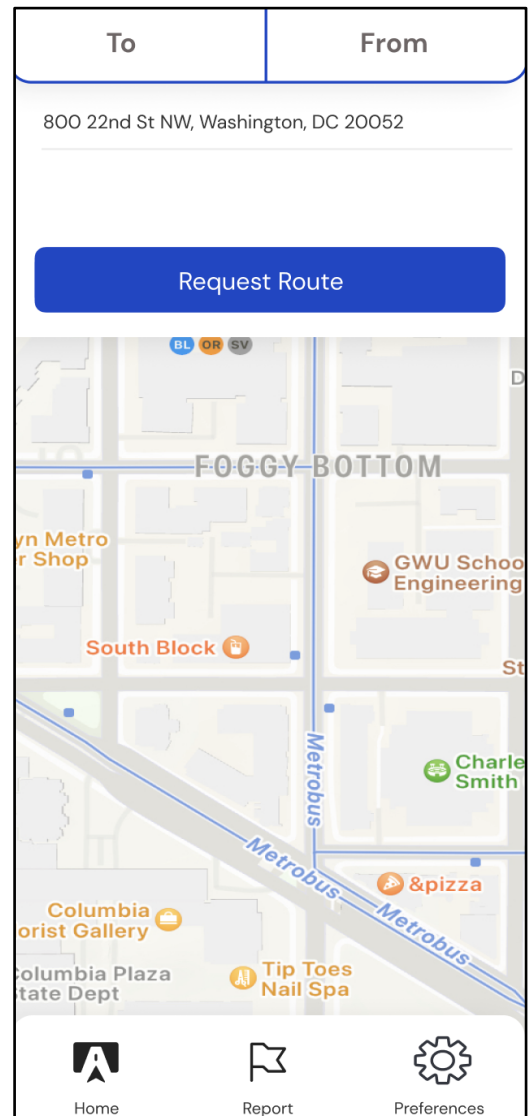 To
From
800 22nd St NW, Washington, DC 20052
Request Route
BL OR SV
D
FOGGY BOTTOM
yn Metro
r Shop
GWU Schoo
Engineering
South Block
St
Metrobus
Charle
Smith
Metrobus
&pizza
Metrobus
Columbia
orist Gallery
olumbia Plaza
tate Dept
Tip Toes
Nail Spa
Home
Report
Preferences